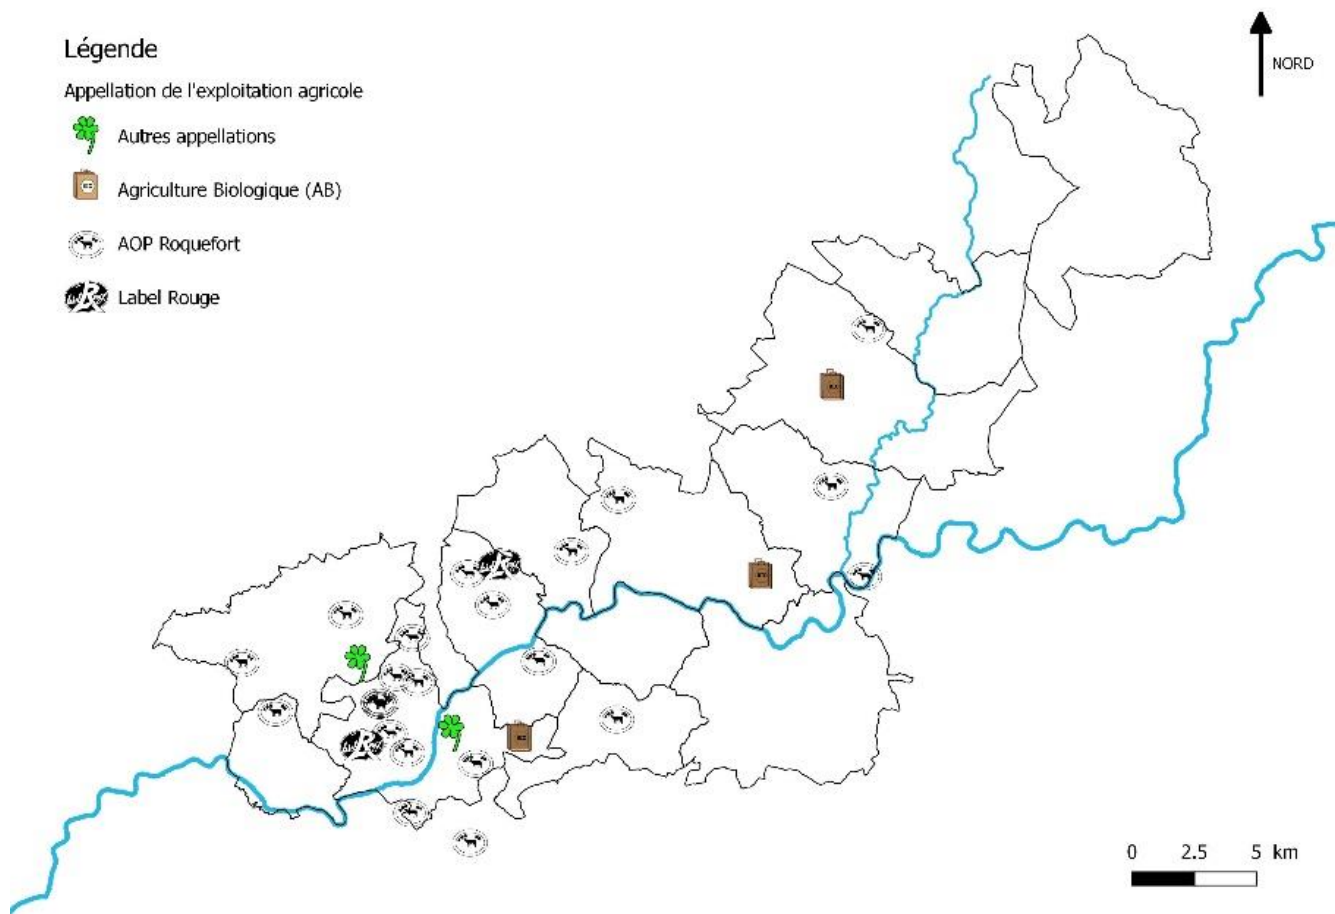 Légende
NORD
Appellation de l'exploitation agricole
Autres appellations
Agriculture Biologique (AB)
AOP Roquefort
Label Rouge
0 2.5 5 km